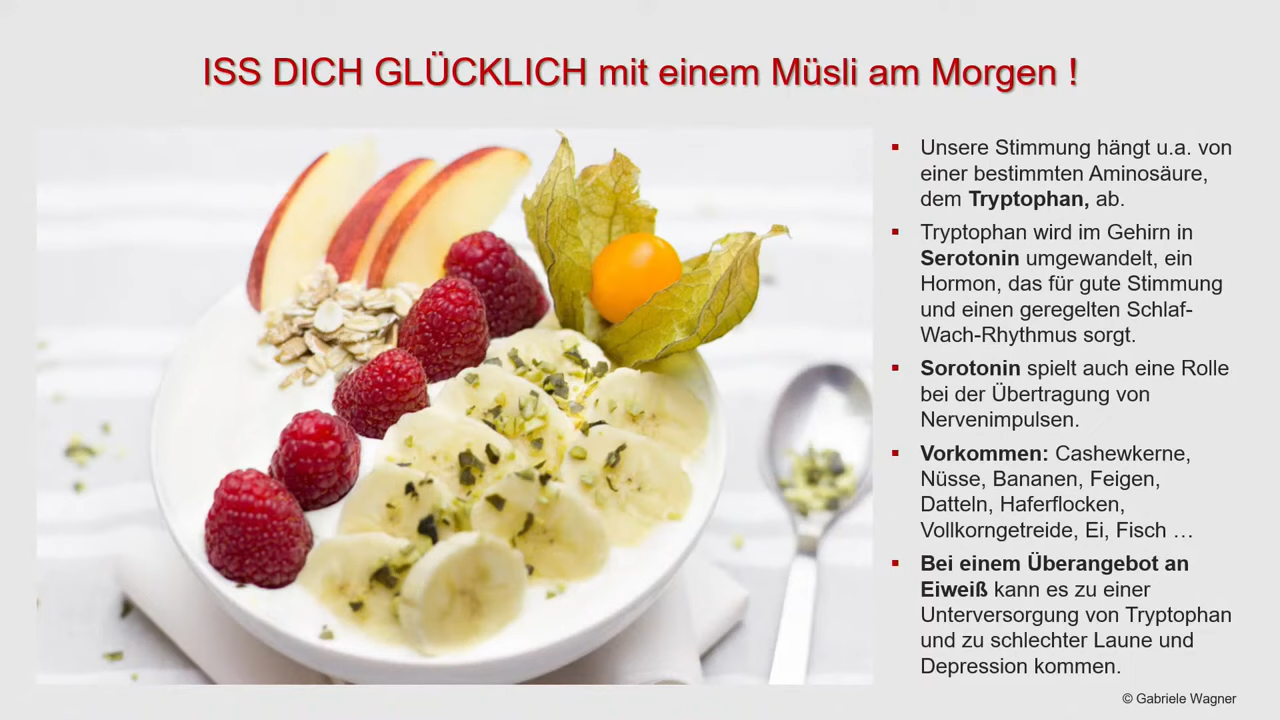 ISS DICH GLÜCKLICH mit einem Müsli am Morgen !
▪ Unsere Stimmung hängt u.a. von
einer bestimmten Aminosäure,
dem Tryptophan, ab.
▪ Tryptophan wird im Gehirn in
Serotonin umgewandelt, ein
Hormon, das für gute Stimmung
und einen geregelten Schlaf-
Wach-Rhythmus sorgt.
▪ Sorotonin spielt auch eine Rolle
bei der Übertragung von
Nervenimpulsen.
▪ Vorkommen: Cashewkerne,
Nüsse, Bananen, Feigen,
Datteln, Haferflocken,
Vollkorngetreide, Ei, Fisch …
▪ Bei einem Überangebot an
Eiweiß kann es zu einer
Unterversorgung von Tryptophan
und zu schlechter Laune und
Depression kommen.
© Gabriele Wagner